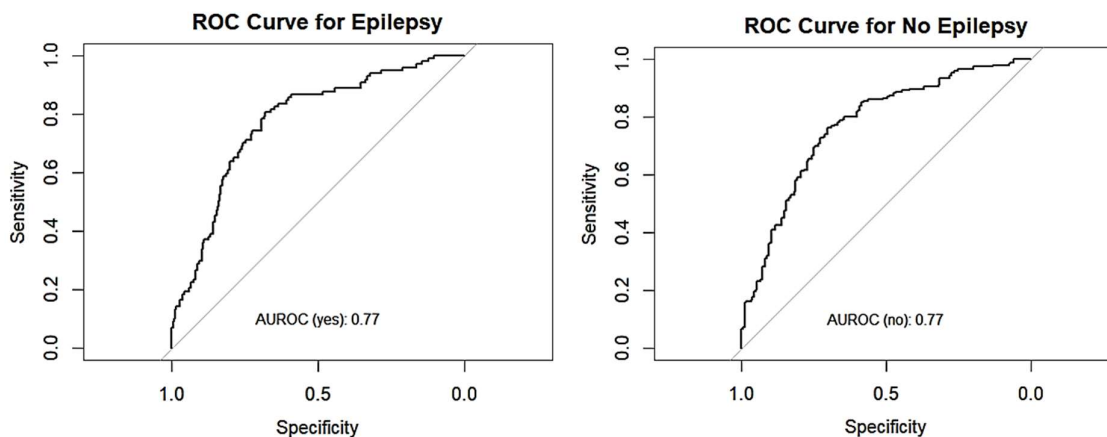 ROC Curve for Epilepsy
Sensitivity
1.0
0.8
0.6
0.4
0.2
0.0
AUROC (yes): 0.77
1.0 0.5 0.0
Specificity
ROC Curve for No Epilepsy
Sensitivity
1.0
0.8
0.6
0.4
0.2
0.0
AUROC (no): 0.77
1.0 0.5 0.0
Specificity